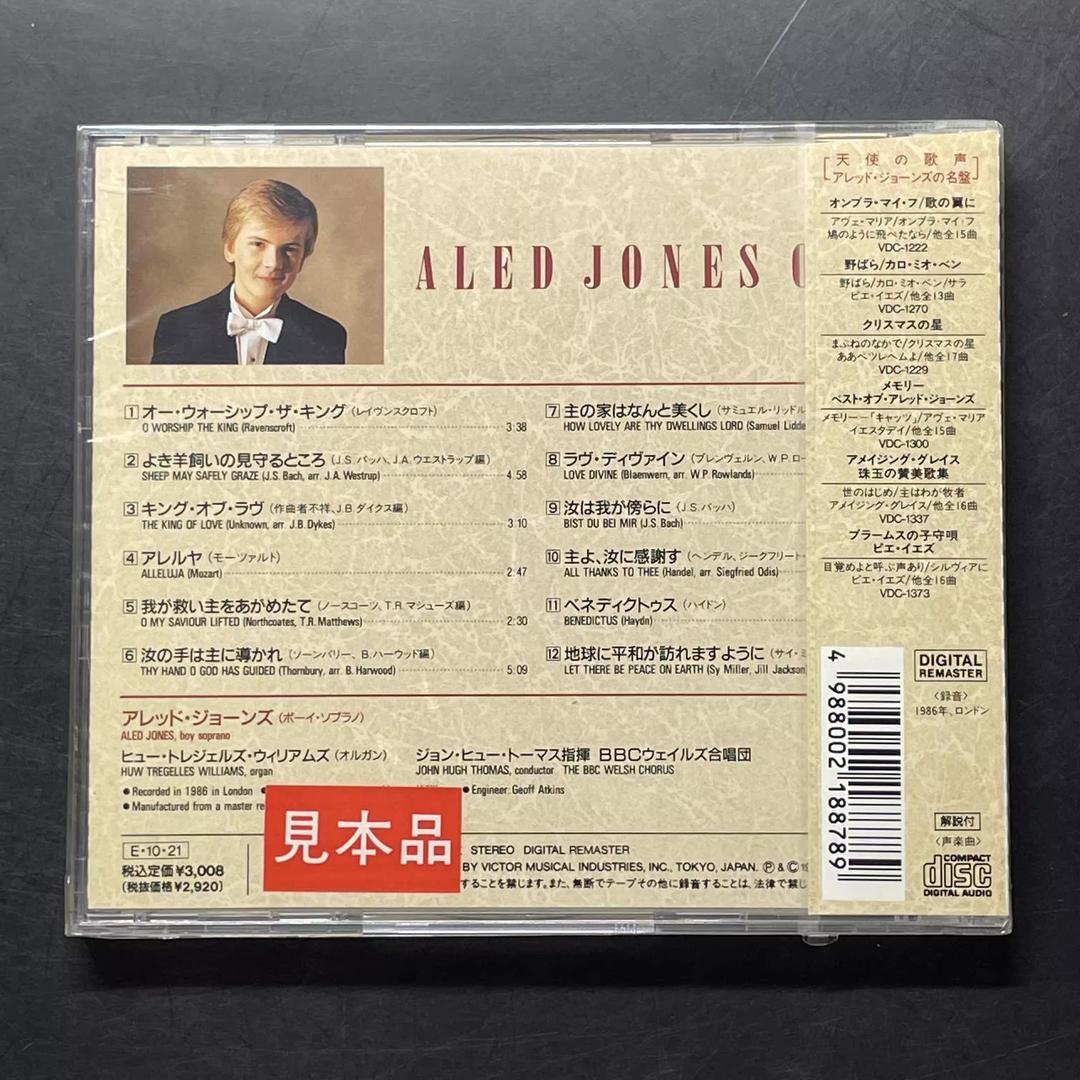 ALED JONES
1 オー・ウォーシップ・ザ・キング (レイヴンスクロフト)
O WORSHIP THE KING (Ravenscroft) 3:38
2 よき羊飼いの見守るところ (J.S. バッハ、J.A. ウエストラップ編)
SHEEP MAY SAFELY GRAZE (J.S. Bach, arr. J.A. Westrup) 4:58
3 キング・オブ・ラヴ (作曲者不祥、J.B ダイクス編)
THE KING OF LOVE (Unknown, arr J.B.Dykes) 3:10
4 アレルヤ (モーツァルト)
ALLELUJA (Mozart) 2:47
5 我が救い主をあがめたて (ノースコーツ、T.R. マシューズ編)
O MY SAVIOUR LIFTED (Northcoates, T.R. Matthews) 2:30
6 汝の手は主に導かれ (ソーンバリー、B. ハーウッド編)
THY HAND O GOD HAS GUIDED (Thornbury, arr. B. Harwood) 5:09
7 主の家はなんと美くし (サミュエル・リッドル
HOW LOVELY ARE THY DWELLINGS LORD (Samuel Lidde
8 ラヴ・ディヴァイン (ブレンヴェルン、W.P. ロー
LOVE DIVINE (Blaenwern, arr. W.P. Rowlands)
9 汝は我が傍らに (J.S. バッハ)
BIST DU BEI MIR (J.S. Bach)
10 主よ、汝に感謝す (ヘンデル、ジークフリート・
ALL THANKS TO THEE (Handel, arr. Siegfried Odis)
11 ベネディクトゥス (ハイドン)
BENEDICTUS (Haydn)
12 地球に平和が訪れますように (サイ・ミ
LET THERE BE PEACE ON EARTH (Sy Miller, Jill Jackson
アレッド・ジョーンズ (ボーイ・ソプラノ)
ALED JONES, boy soprano
ヒュー・トレジェルズ・ウィリアムズ (オルガン)
HUW TREGELLES WILLIAMS, organ
ジョン・ヒュー・トーマス指揮 BBCウェイルズ合唱団
JOHN HUGH THOMAS, conductor THE BBC WELSH CHORUS
● Recorded in 1986 in London ● Engineer: Geoff Atkins
● Manufactured from a master re
見本品
E・10・21
税込定価¥3,008
(税抜価格¥2,920)
STEREO DIGITAL REMASTER
BY VICTOR MUSICAL INDUSTRIES, INC., TOKYO, JAPAN. Ⓟ & Ⓒ
することを禁じます。また、無断でテープその他に録音することは、法律で禁じ
天使の歌声
アレッド・ジョーンズの名盤
オンブラ・マイ・フ/歌の翼に
アヴェ・マリア/オンブラ・マイ・フ
鳩のように飛べたなら/他全15曲
VDC-1222
野ばら/カロ・ミオ・ベン
野ばら/カロ・ミオ・ベン/サラ
ピエ・イエズ/他全13曲
VDC-1270
クリスマスの星
まぶねのなかで/クリスマスの星
ああベツレヘムよ/他全17曲
VDC-1229
メモリー
ベスト・オブ・アレッド・ジョーンズ
メモリー―「キャッツ」/アヴェ・マリア
イエスタデイ/他全15曲
VDC-1300
アメイジング・グレイス
珠玉の賛美歌集
世のはじめ/主はわが牧者
アメイジング・グレイス/他全16曲
VDC-1337
ブラームスの子守唄
ピエ・イエズ
目覚めよと呼ぶ声あり/シルヴィアに
ピエ・イエズ/他全16曲
VDC-1373
4 988002 188789
DIGITAL
REMASTER
〈録音〉
1986年、ロンドン
解説付
〈声楽曲〉
COMPACT
disc
DIGITAL AUDIO